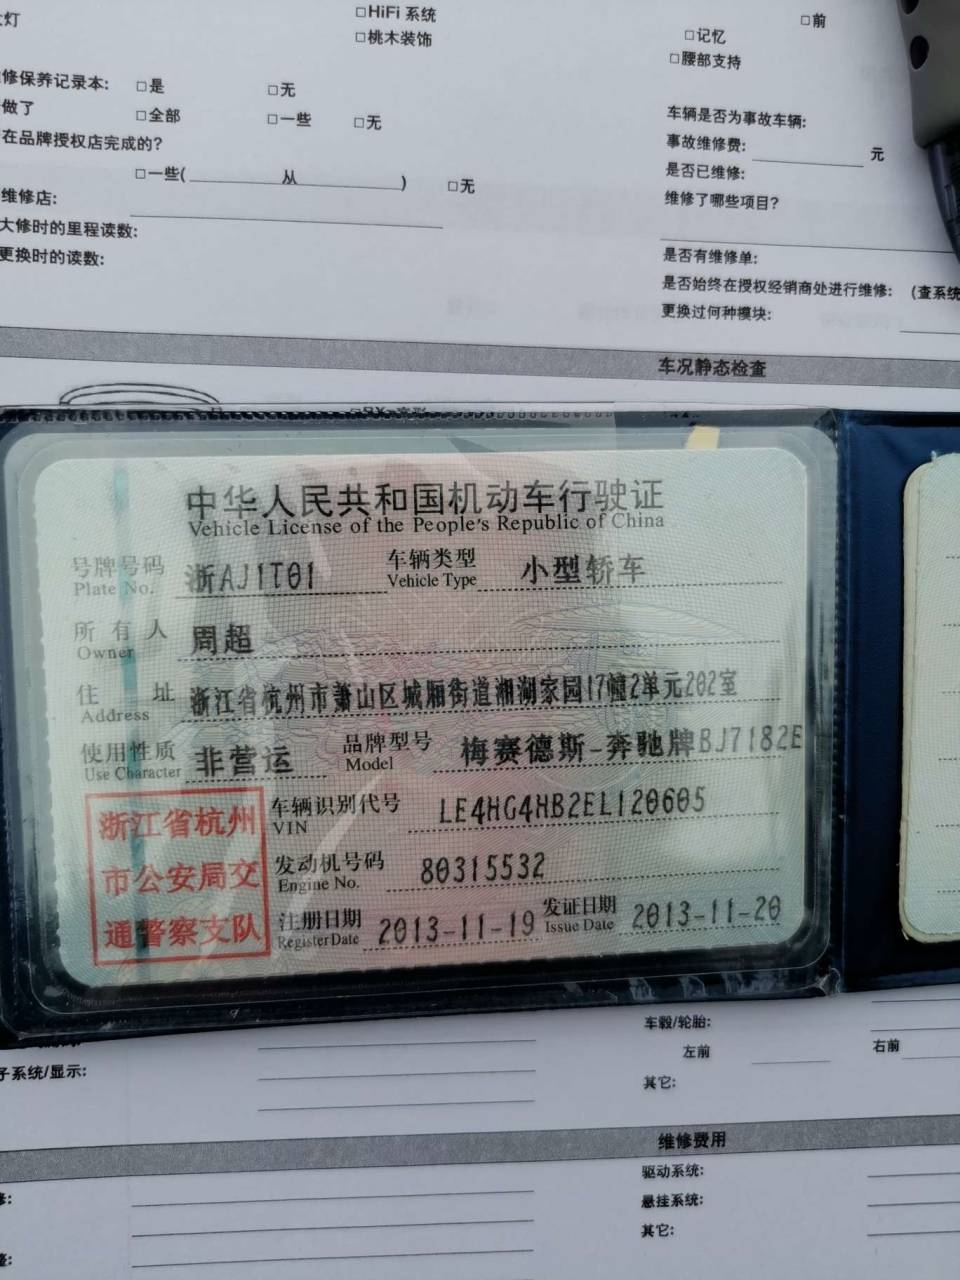 □HiFi 系统
□前
□桃木装饰
□记忆
□腰部支持
修保养记录本: □是 □无
做了 □全部 □一些 □无
车辆是否为事故车辆:
在品牌授权店完成的?
事故维修费: 元
□一些( 从 ) □无
是否已维修:
维修店:
维修了哪些项目?
大修时的里程读数:
更换时的读数:
是否有维修单:
是否始终在授权经销商处进行维修: (查系统
更换过何种模块:
车况静态检查
中华人民共和国机动车行驶证
Vehicle License of the People's Republic of China
号牌号码 浙AJ1T01 车辆类型 小型轿车
Plate No. Vehicle Type
所有人 周超
Owner
住址 浙江省杭州市萧山区城厢街道湘湖家园17幢2单元202室
Address
使用性质 非营运 品牌型号 梅赛德斯-奔驰牌BJ7182E
Use Character Model
浙江省杭州
市公安局交
通警察支队
车辆识别代号 LE4HG4HB2EL120605
VIN
发动机号码 80315532
Engine No.
注册日期 2013-11-19 发证日期 2013-11-20
Register Date Issue Date
车毂/轮胎:
左前 右前
子系统/显示:
其它:
维修费用
驱动系统:
悬挂系统:
其它: